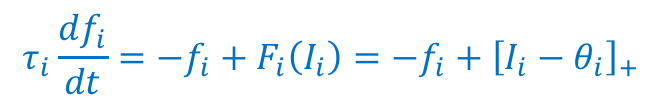 τ_i df_i/dt = −f_i + F_i(I_i) = −f_i + [I_i − θ_i]_+